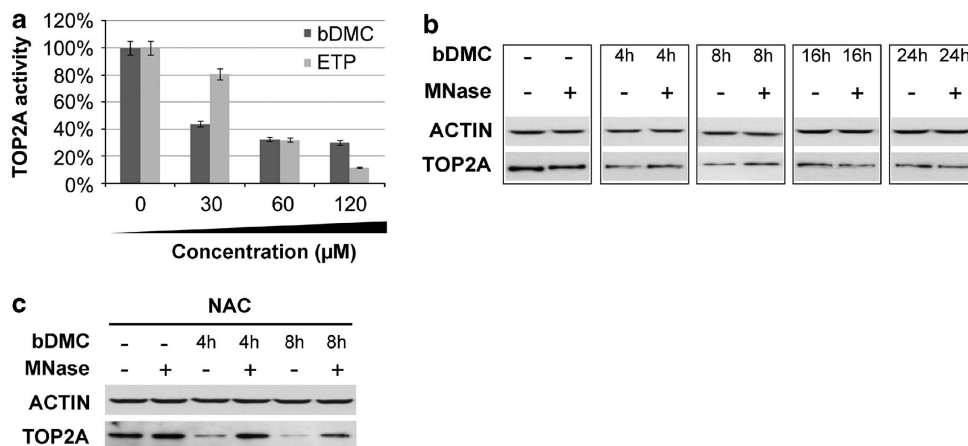 a
120%
100%
80%
60%
40%
20%
0%
TOP2A activity
bDMC
ETP
0 30 60 120
Concentration (µM)
b
bDMC - - 4h 4h 8h 8h 16h 16h 24h 24h
MNase - + - + - + - + - +
ACTIN
TOP2A
c
NAC
bDMC - - 4h 4h 8h 8h
MNase - + - + - +
ACTIN
TOP2A